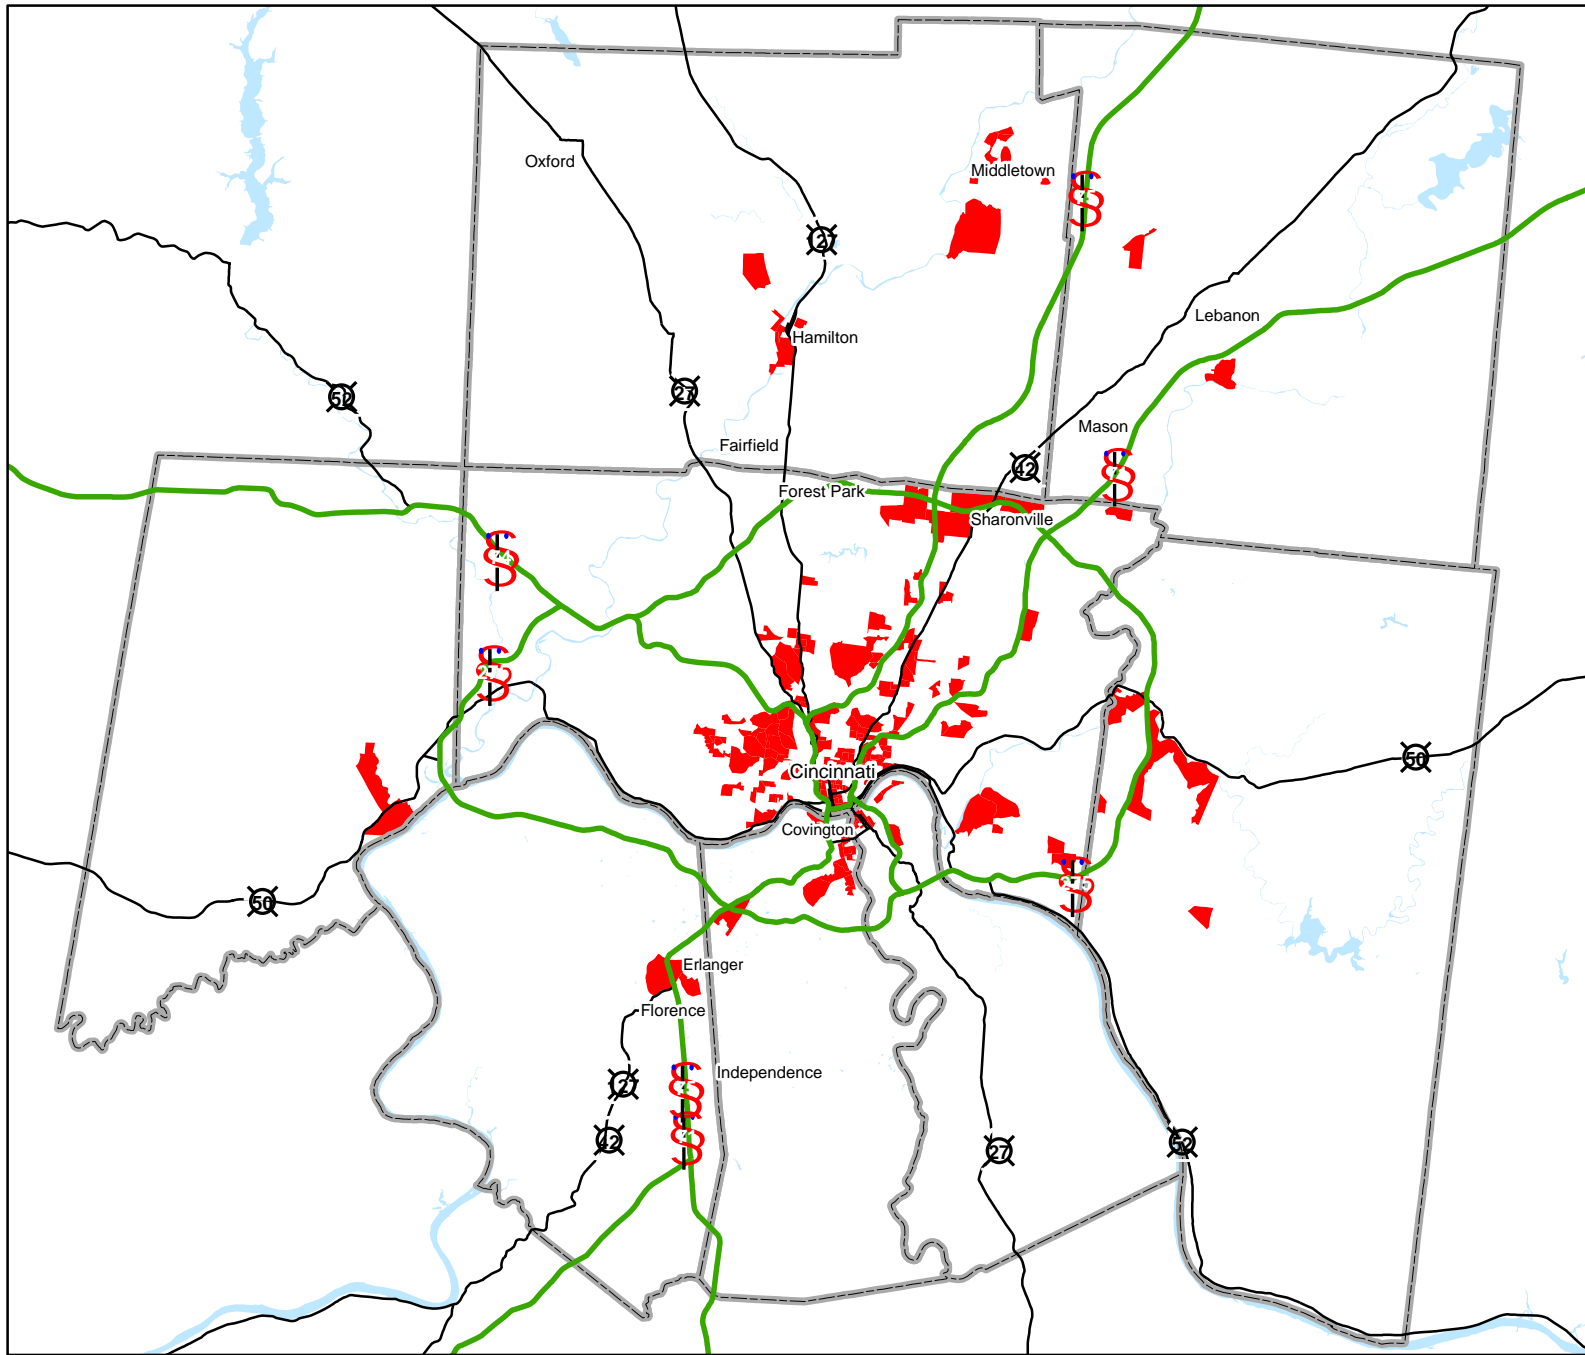 Oxford
Middletown
27
Hamilton
Lebanon
52
27
Fairfield
Mason
42
Forest Park
Sharonville
50
Cincinnati
Covington
50
Erlanger
Florence
Independence
27
42
27
52